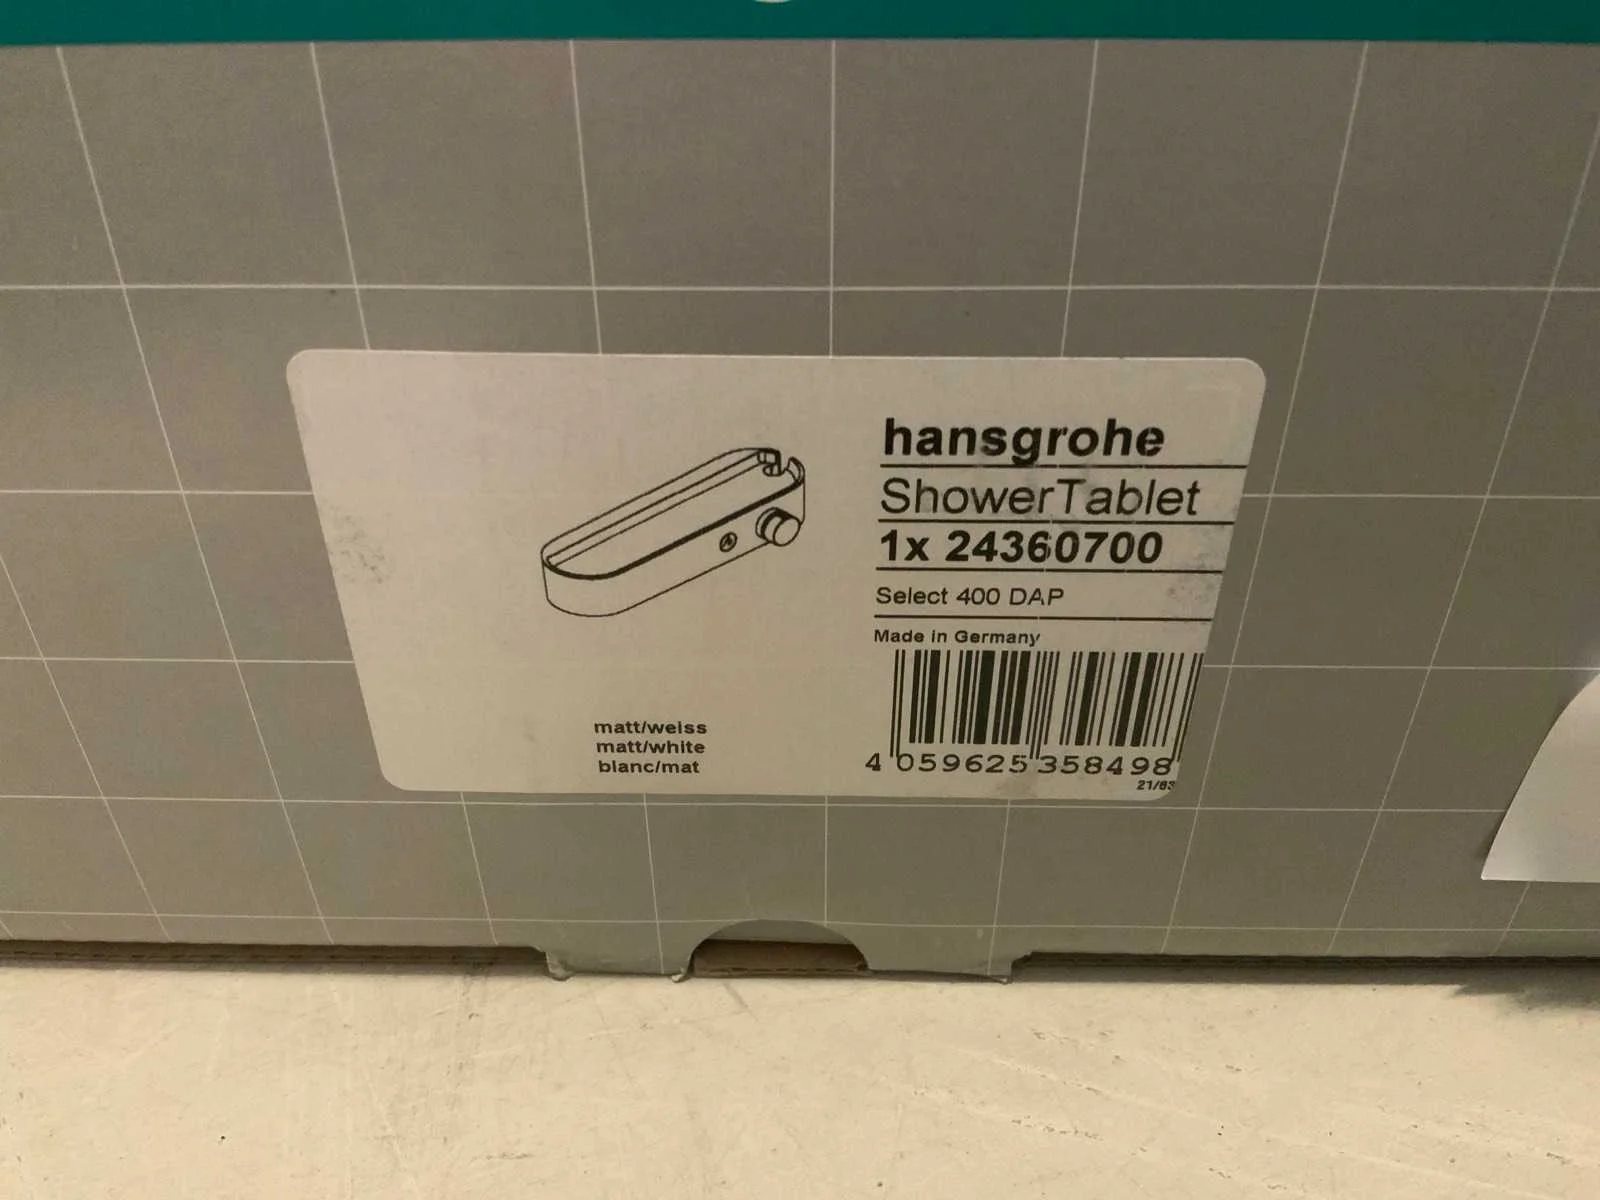 hansgrohe
ShowerTablet
1x 24360700
Select 400 DAP
Made in Germany
matt/weiss
matt/white
blanc/mat
4 059625 358498